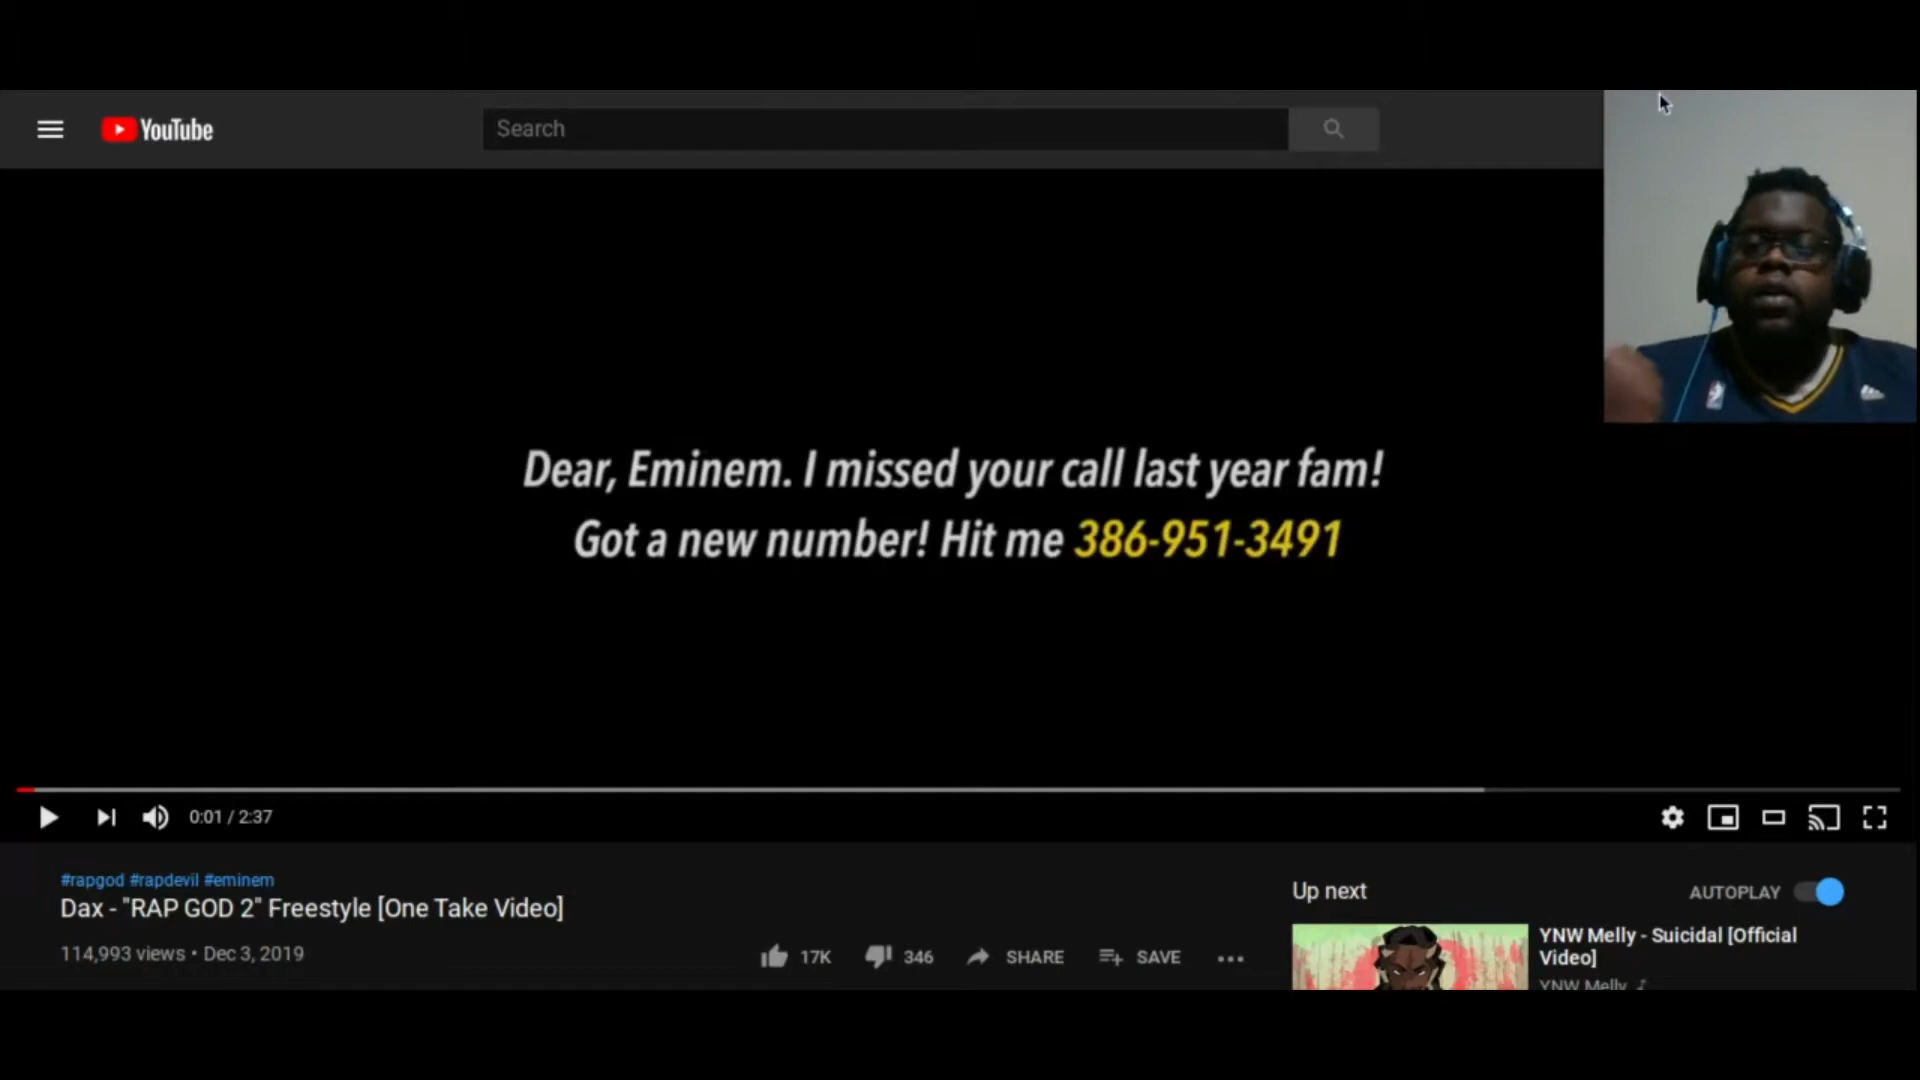 YouTube
Search
Dear, Eminem. I missed your call last year fam!
Got a new number! Hit me 386-951-3491
0:01 / 2:37
#rapgod #rapdevil #eminem
Dax - "RAP GOD 2" Freestyle [One Take Video]
114,993 views • Dec 3, 2019
17K
346
SHARE
SAVE
Up next
AUTOPLAY
YNW Melly - Suicidal [Official
Video]
YNW Melly